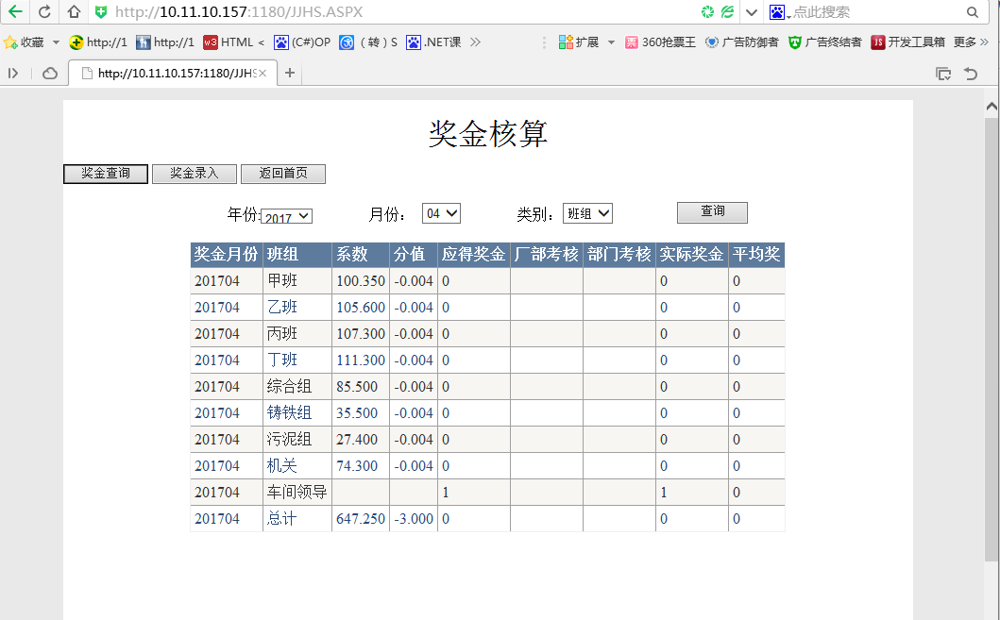 http://10.11.10.157:1180/JJHS.ASPX 点此搜索
收藏 http://1 http://1 HTML < (C#)OP （转）S .NET课 扩展 360抢票王 广告防御者 广告终结者 开发工具箱 更多
http://10.11.10.157:1180/JJHS
奖金核算
奖金查询 奖金录入 返回首页
年份: 2017 月份： 04 类别： 班组 查询
奖金月份 班组 系数 分值 应得奖金 厂部考核 部门考核 实际奖金 平均奖
201704 甲班 100.350 -0.004 0 0 0
201704 乙班 105.600 -0.004 0 0 0
201704 丙班 107.300 -0.004 0 0 0
201704 丁班 111.300 -0.004 0 0 0
201704 综合组 85.500 -0.004 0 0 0
201704 铸铁组 35.500 -0.004 0 0 0
201704 污泥组 27.400 -0.004 0 0 0
201704 机关 74.300 -0.004 0 0 0
201704 车间领导 1 1 0
201704 总计 647.250 -3.000 0 0 0